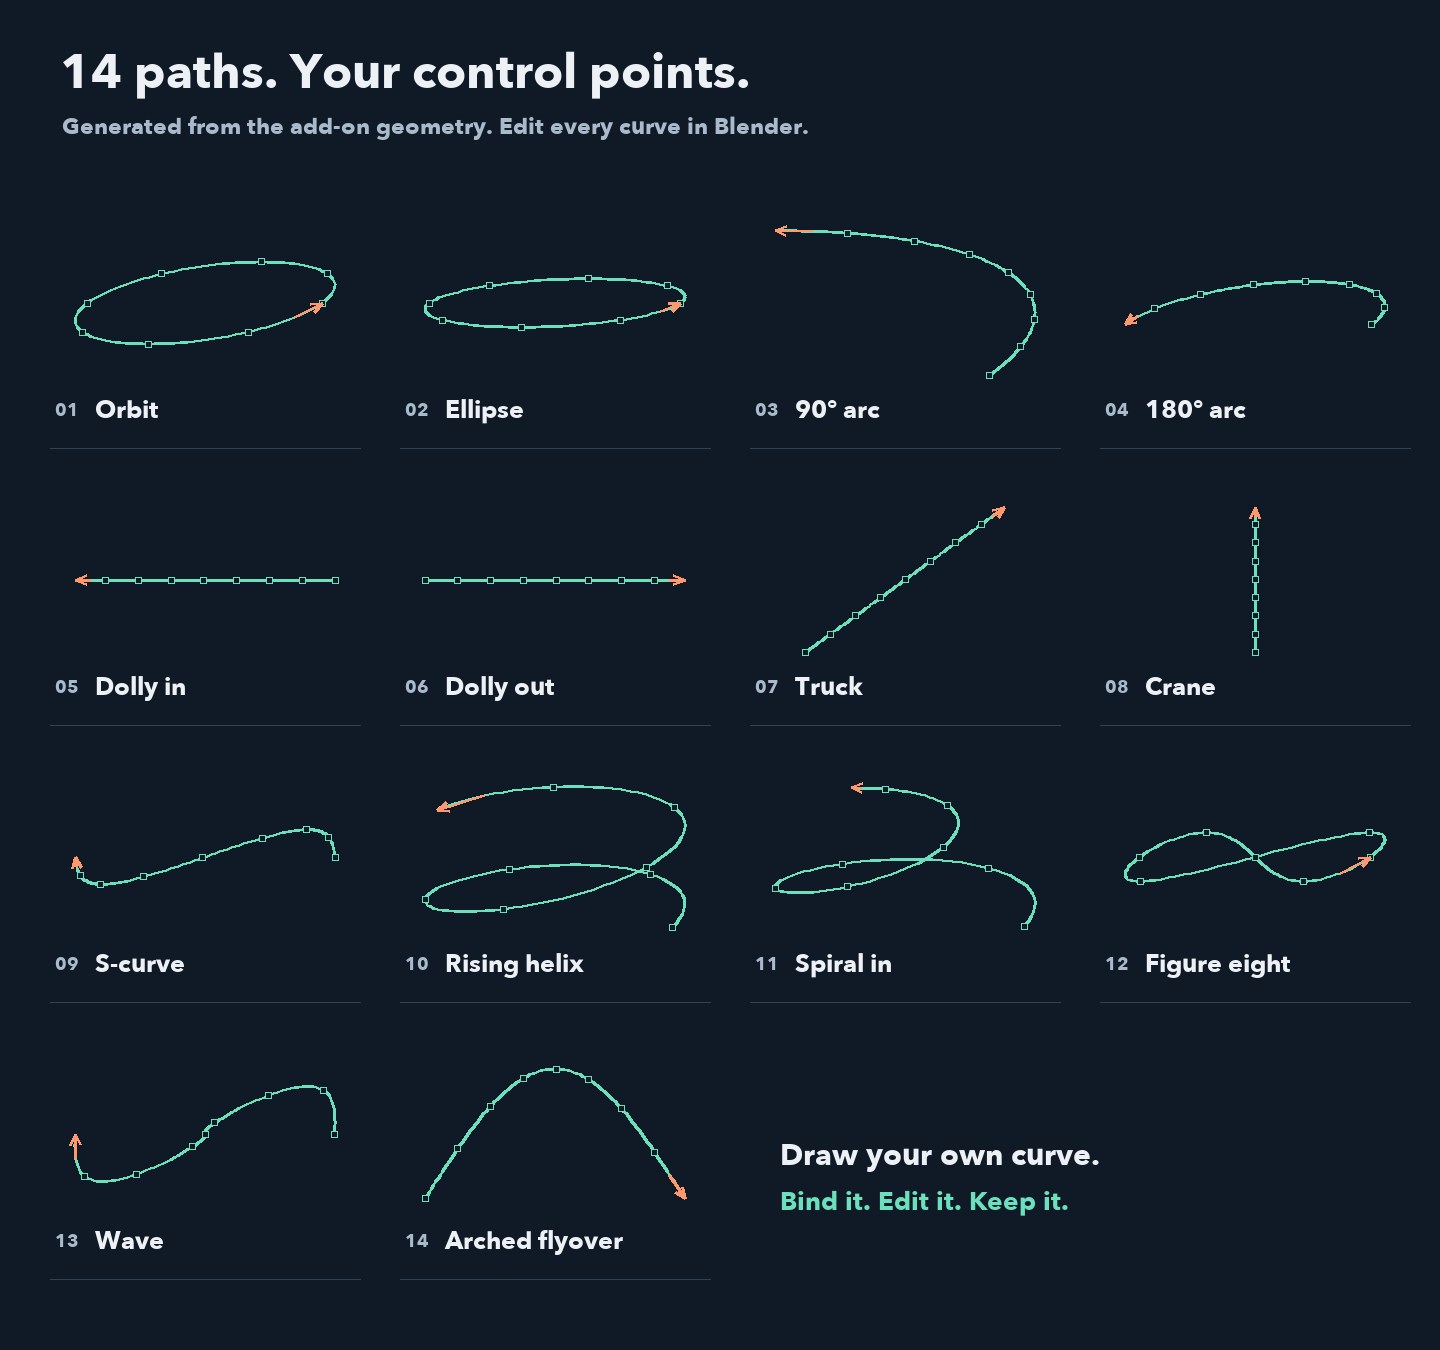 14 paths. Your control points.
Generated from the add-on geometry. Edit every curve in Blender.
01 Orbit
02 Ellipse
03 90° arc
04 180° arc
05 Dolly in
06 Dolly out
07 Truck
08 Crane
09 S-curve
10 Rising helix
11 Spiral in
12 Figure eight
13 Wave
14 Arched flyover
Draw your own curve.
Bind it. Edit it. Keep it.